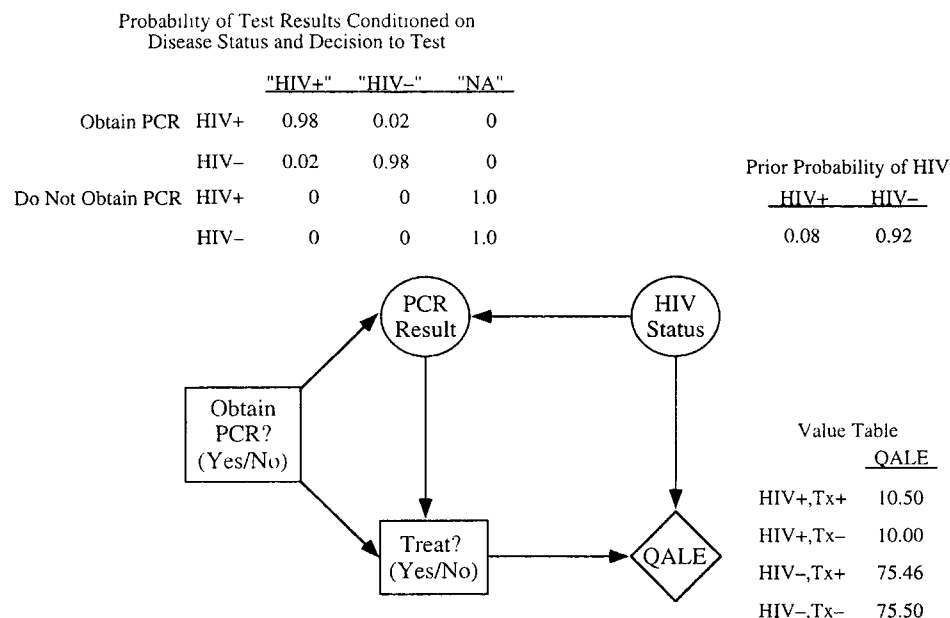 Probability of Test Results Conditioned on
Disease Status and Decision to Test
"HIV+" "HIV–" "NA"
Obtain PCR HIV+ 0.98 0.02 0
HIV– 0.02 0.98 0
Do Not Obtain PCR HIV+ 0 0 1.0
HIV– 0 0 1.0
Prior Probability of HIV
HIV+ HIV–
0.08 0.92
PCR
Result
HIV
Status
Obtain
PCR?
(Yes/No)
Treat?
(Yes/No)
QALE
Value Table
QALE
HIV+,Tx+ 10.50
HIV+,Tx– 10.00
HIV–,Tx+ 75.46
HIV–,Tx– 75.50